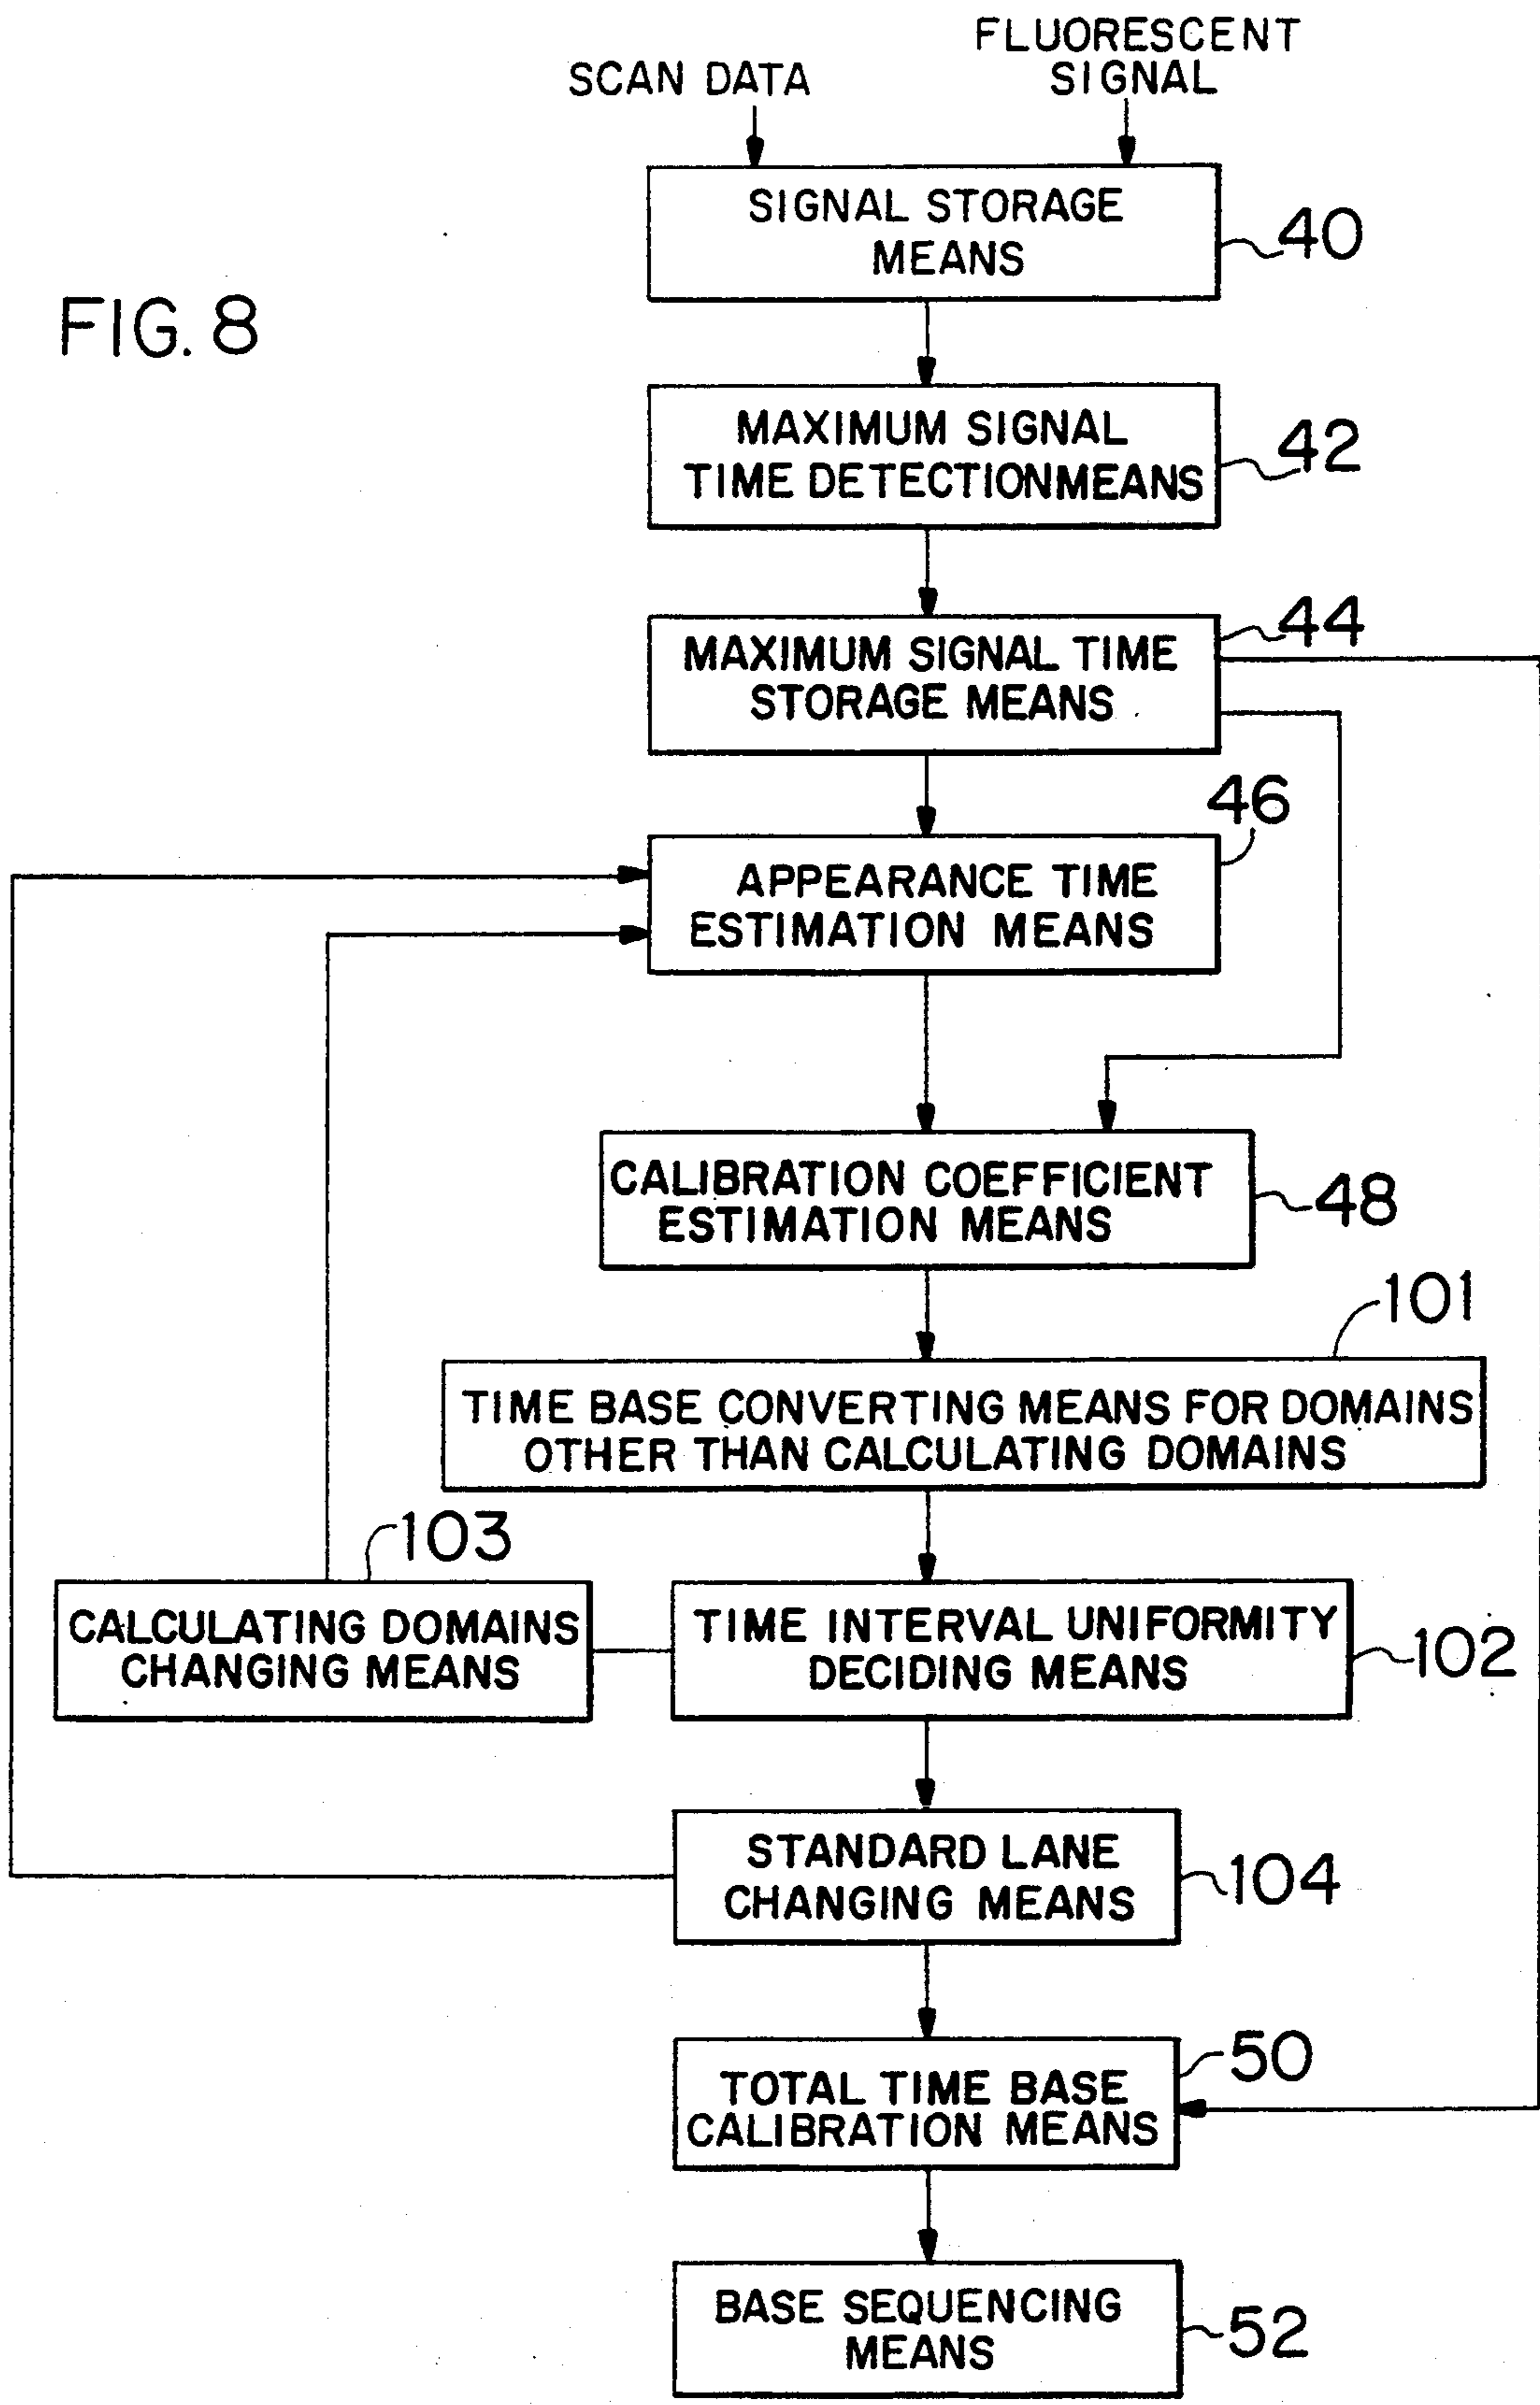 FLUORESCENT
SIGNAL
SCAN DATA
SIGNAL STORAGE
MEANS
40
FIG. 8
MAXIMUM SIGNAL
TIME DETECTIONMEANS
42
44
MAXIMUM SIGNAL TIME
STORAGE MEANS
46
APPEARANCE TIME
ESTIMATION MEANS
CALIBRATION COEFFICIENT
ESTIMATION MEANS
48
101
TIME BASE CONVERTING MEANS FOR DOMAINS
OTHER THAN CALCULATING DOMAINS
103
CALCULATING DOMAINS
CHANGING MEANS
TIME INTERVAL UNIFORMITY
DECIDING MEANS
102
STANDARD LANE
CHANGING MEANS
104
50
TOTAL TIME BASE
CALIBRATION MEANS
BASE SEQUENCING
MEANS
52